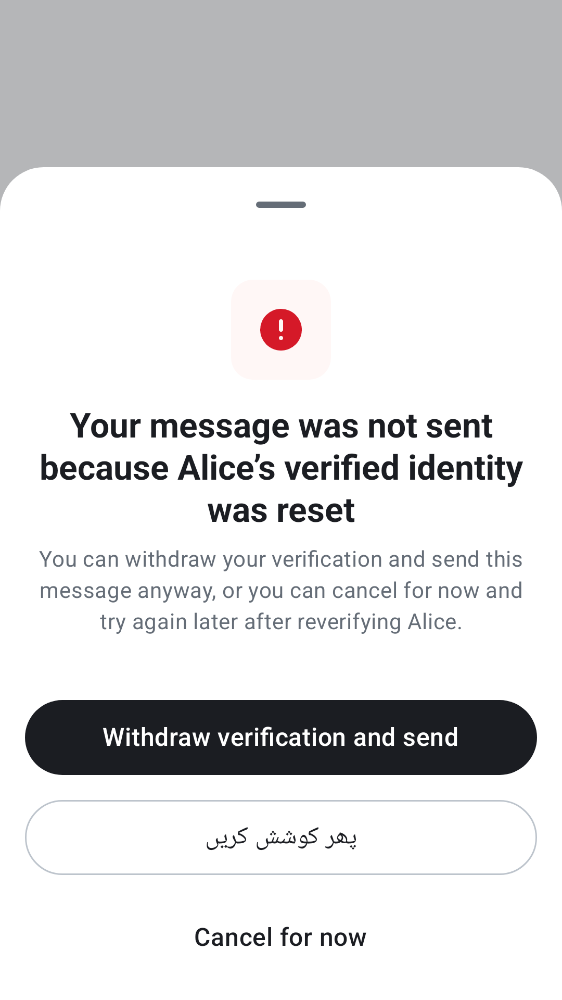 Your message was not sent
because Alice’s verified identity
was reset
You can withdraw your verification and send this
message anyway, or you can cancel for now and
try again later after reverifying Alice.
Withdraw verification and send
پھر کوشش کریں
Cancel for now